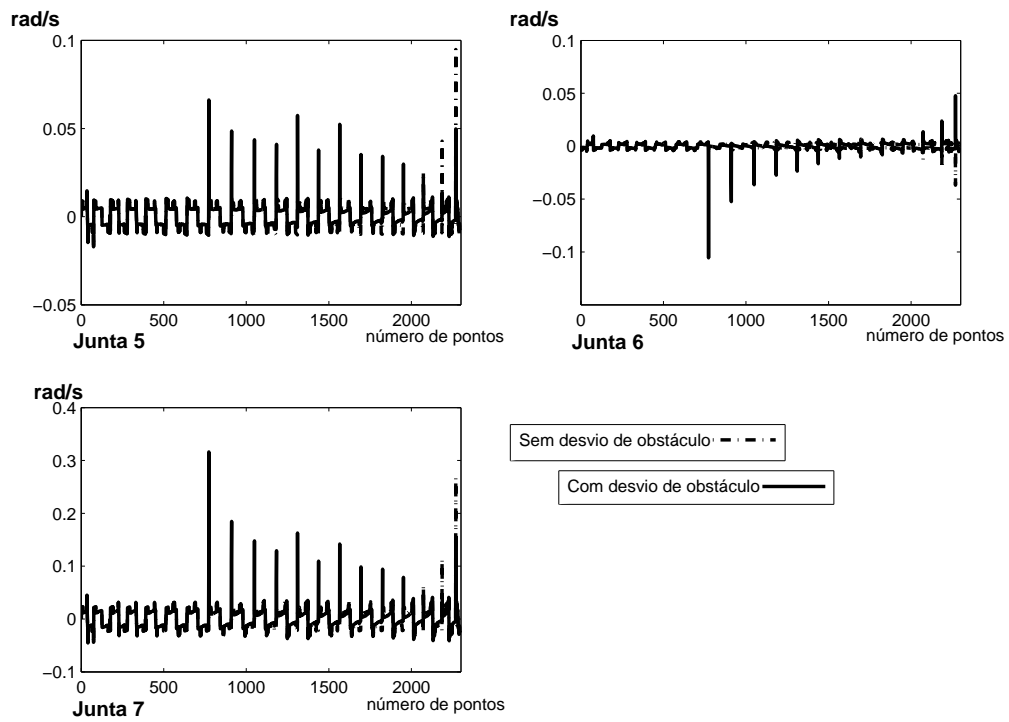 rad/s
0.1
0.05
0
−0.05
0 500 1000 1500 2000
número de pontos
Junta 5
rad/s
0.1
0.05
0
−0.05
−0.1
0 500 1000 1500 2000
número de pontos
Junta 6
rad/s
0.4
0.3
0.2
0.1
0
−0.1
0 500 1000 1500 2000
número de pontos
Junta 7
Sem desvio de obstáculo
Com desvio de obstáculo